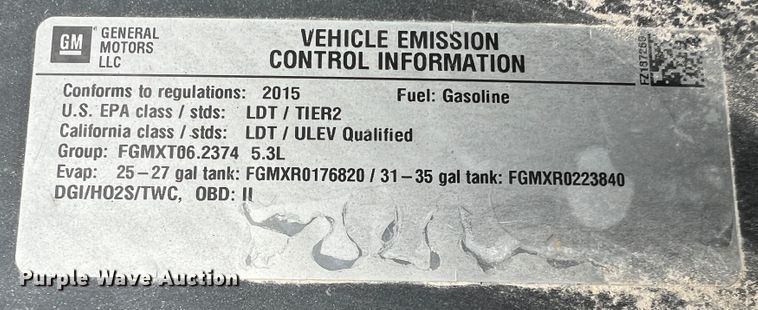 GM
GENERAL MOTORS LLC
VEHICLE EMISSION
CONTROL INFORMATION
Conforms to regulations: 2015 Fuel: Gasoline
U.S. EPA class / stds: LDT / TIER2
California class / stds: LDT / ULEV Qualified
Group: FGMXT06.2374 5.3L
Evap: 25-27 gal tank: FGMXR0176820 / 31-35 gal tank: FGMXR0223840
DGI/HO2S/TWC, OBD: II
Purple Wave Auction